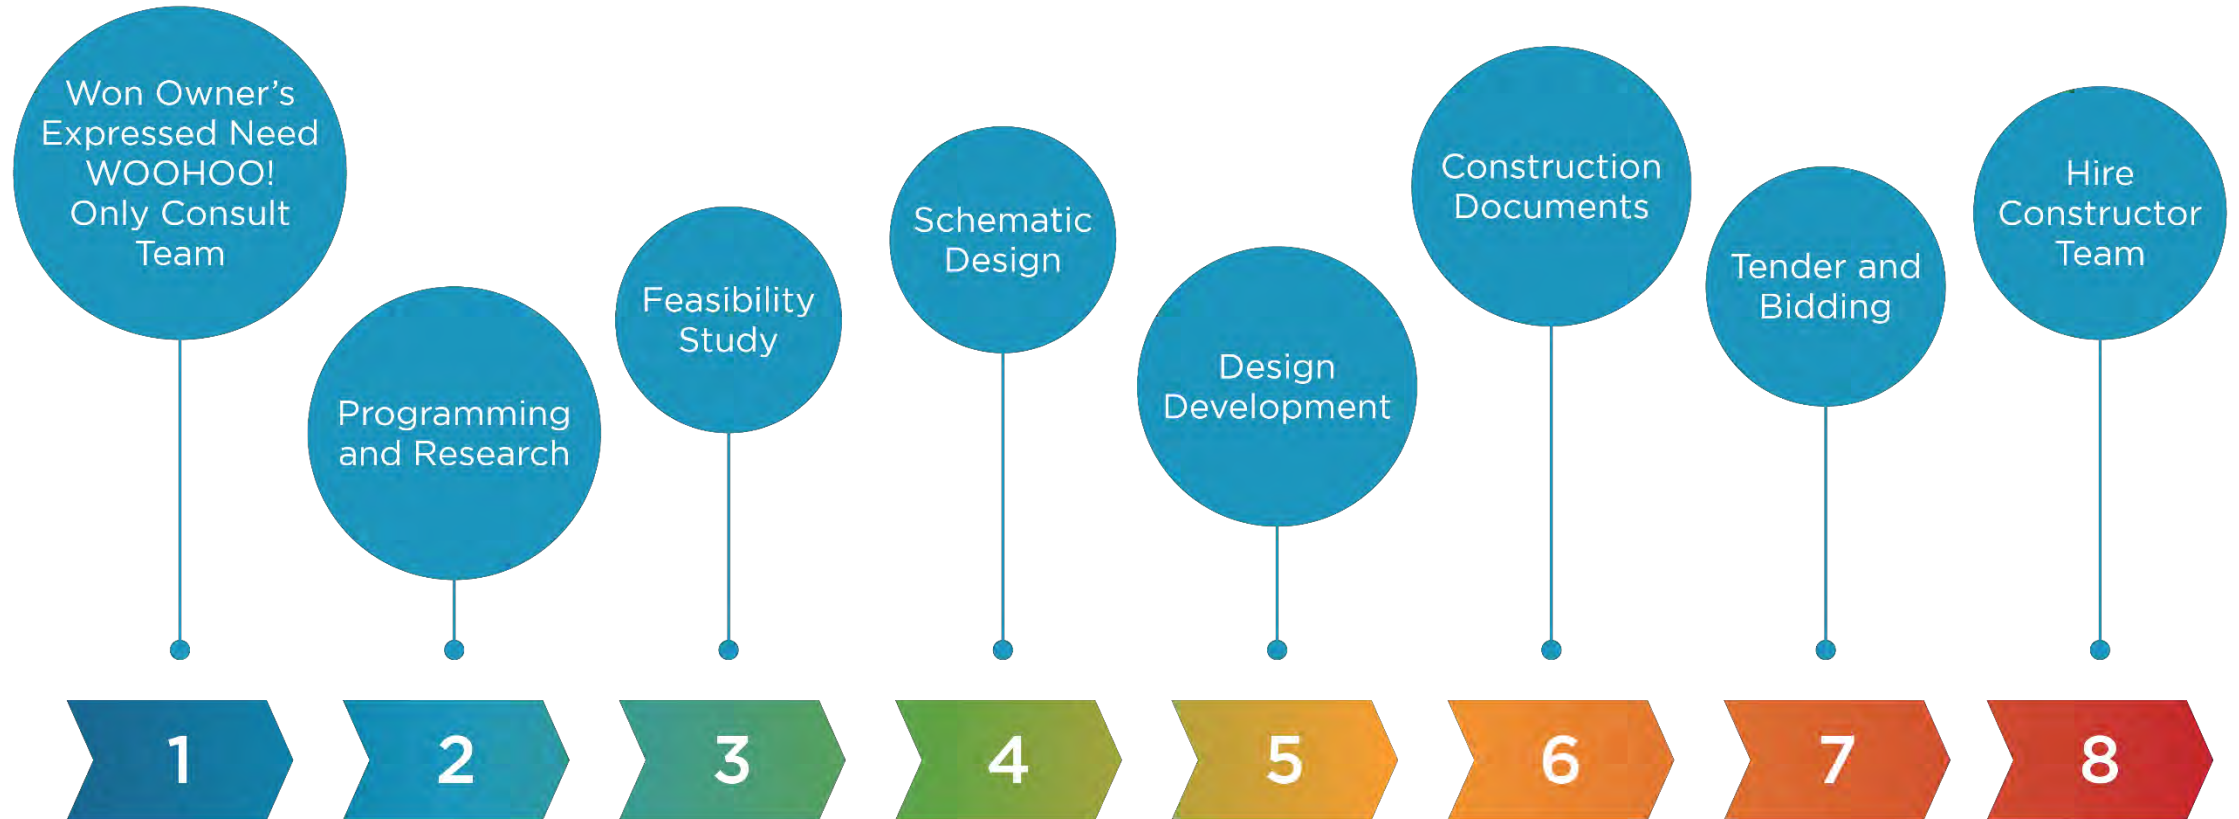 Won Owner's
Expressed Need
WOOHOO!
Only Consult
Team
Programming
and Research
Feasibility
Study
Schematic
Design
Design
Development
Construction
Documents
Tender and
Bidding
Hire
Constructor
Team
1
2
3
4
5
6
7
8